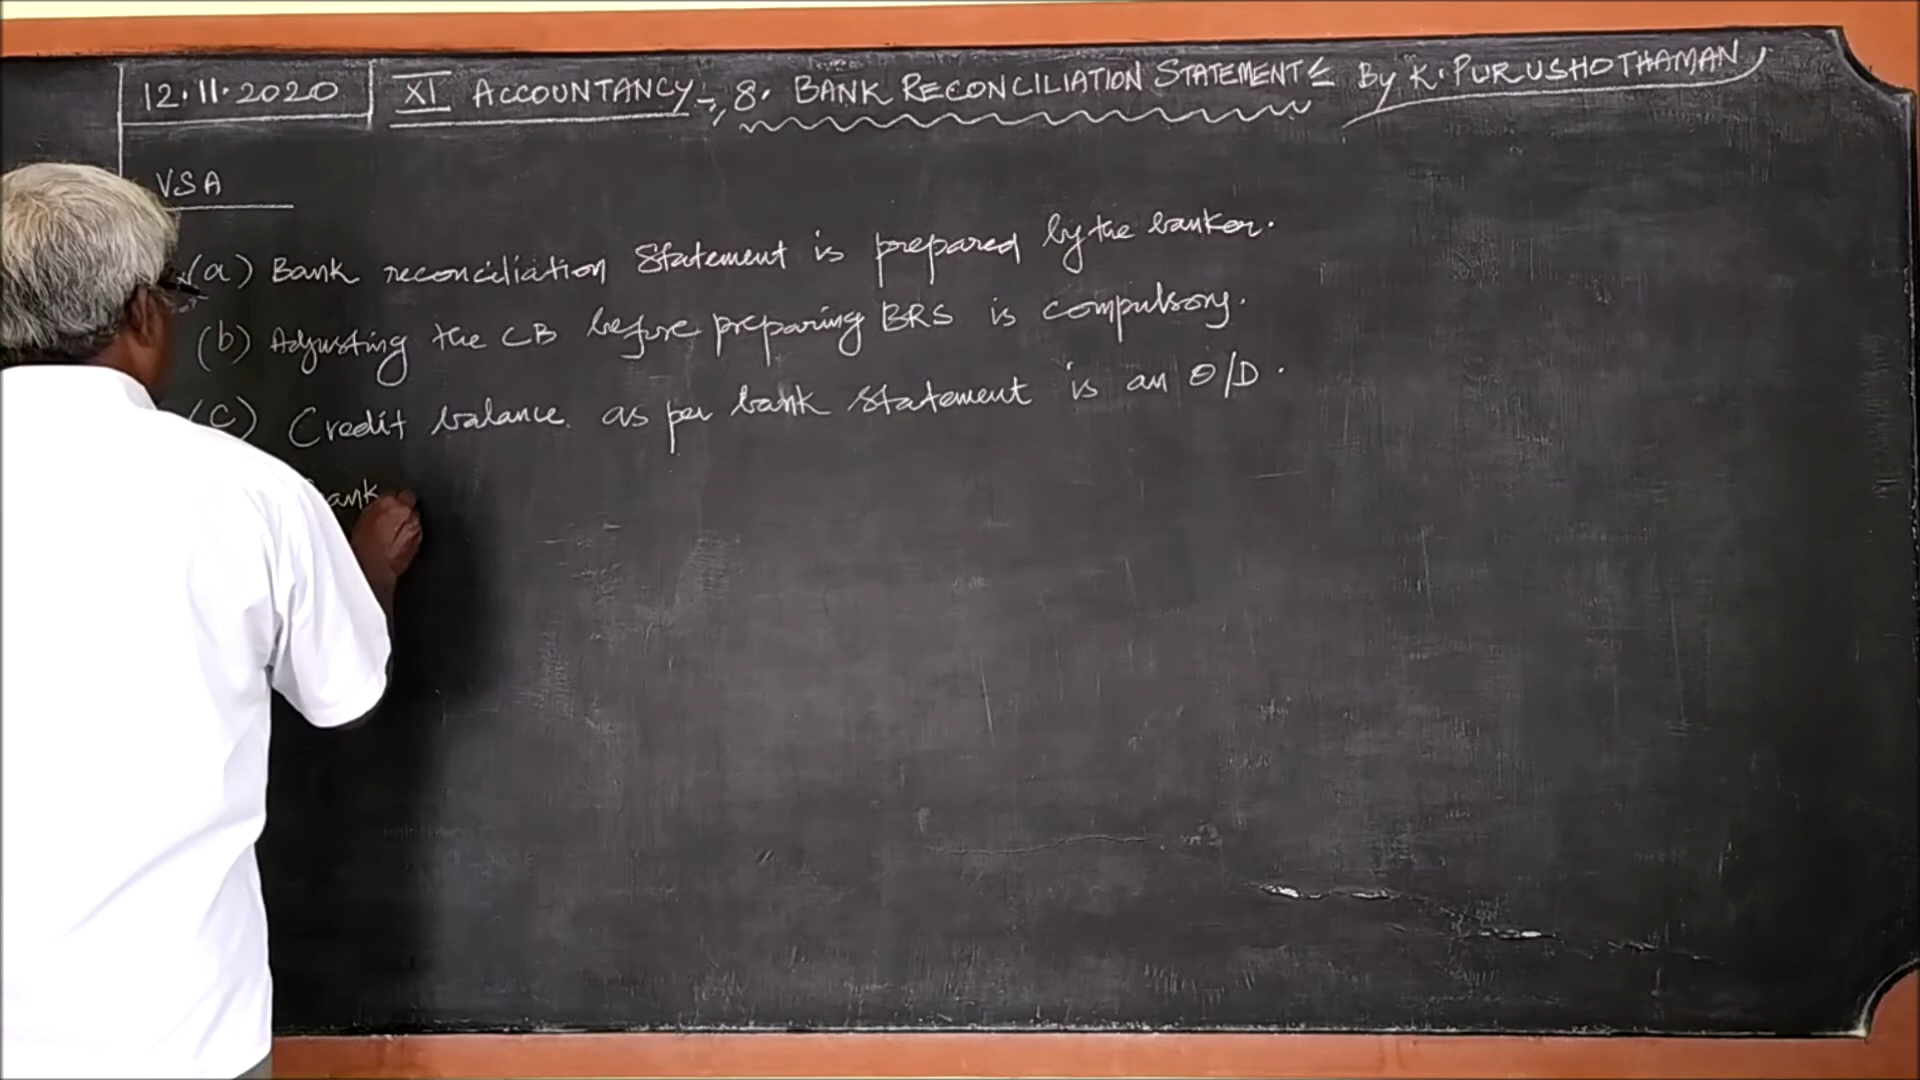 12.11.2020 XI ACCOUNTANCY:-, 8. BANK RECONCILIATION STATEMENT:- By K. PURUSHOTHAMAN
VSA
(a) Bank reconciliation Statement is prepared by the banker.
(b) Adjusting the CB before preparing BRS is compulsory.
(c) Credit balance as per bank statement is an O/D.
Bank